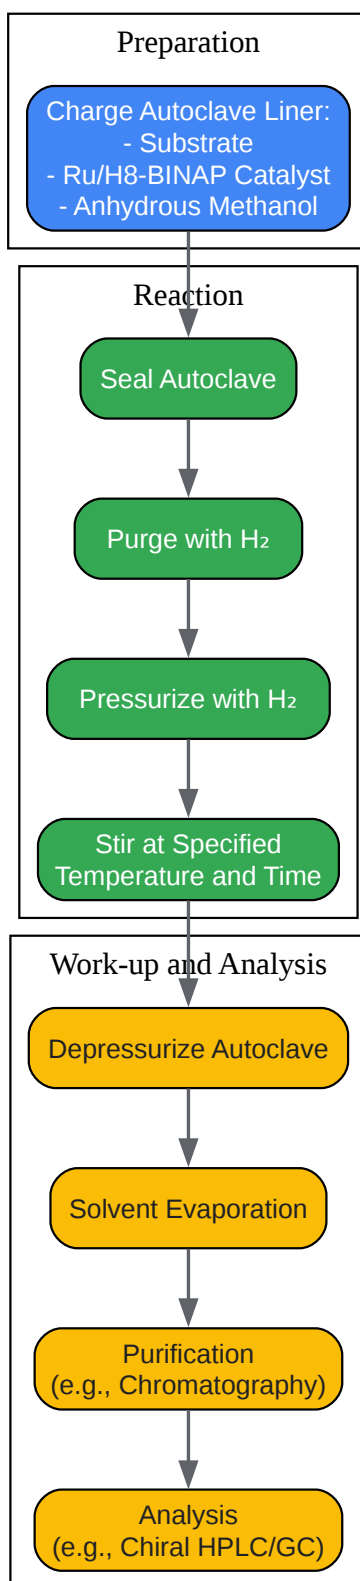 Preparation
Charge Autoclave Liner:
- Substrate
- Ru/H8-BINAP Catalyst
- Anhydrous Methanol
Reaction
Seal Autoclave
Purge with H₂
Pressurize with H₂
Stir at Specified
Temperature and Time
Work-up and Analysis
Depressurize Autoclave
Solvent Evaporation
Purification
(e.g., Chromatography)
Analysis
(e.g., Chiral HPLC/GC)